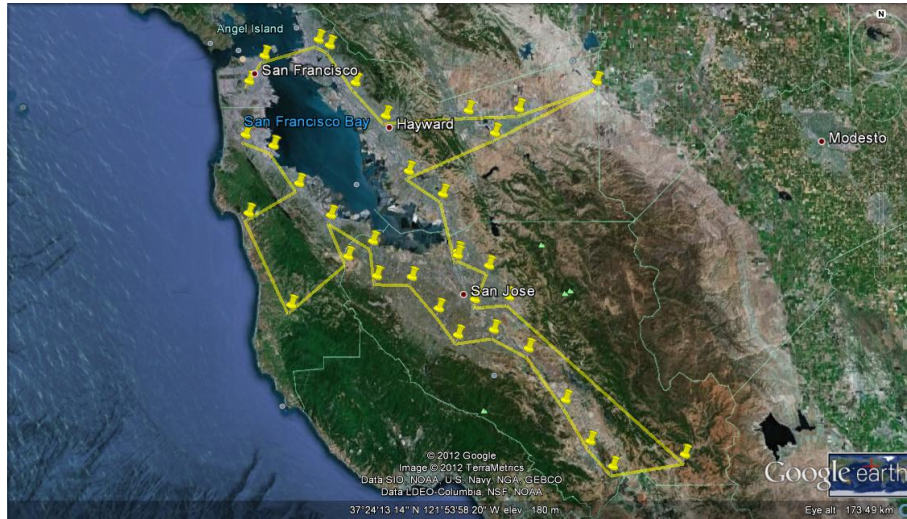 Angel Island
N
San Francisco
San Francisco Bay
Hayward
Modesto
San Jose
© 2012 Google
Image © 2012 TerraMetrics
Data SIO, NOAA, U.S. Navy, NGA, GEBCO
Data LDEO-Columbia, NSF, NOAA
Google earth
37°24'13.14" N 121°53'58.20" W elev 180 m
Eye alt 173.49 km